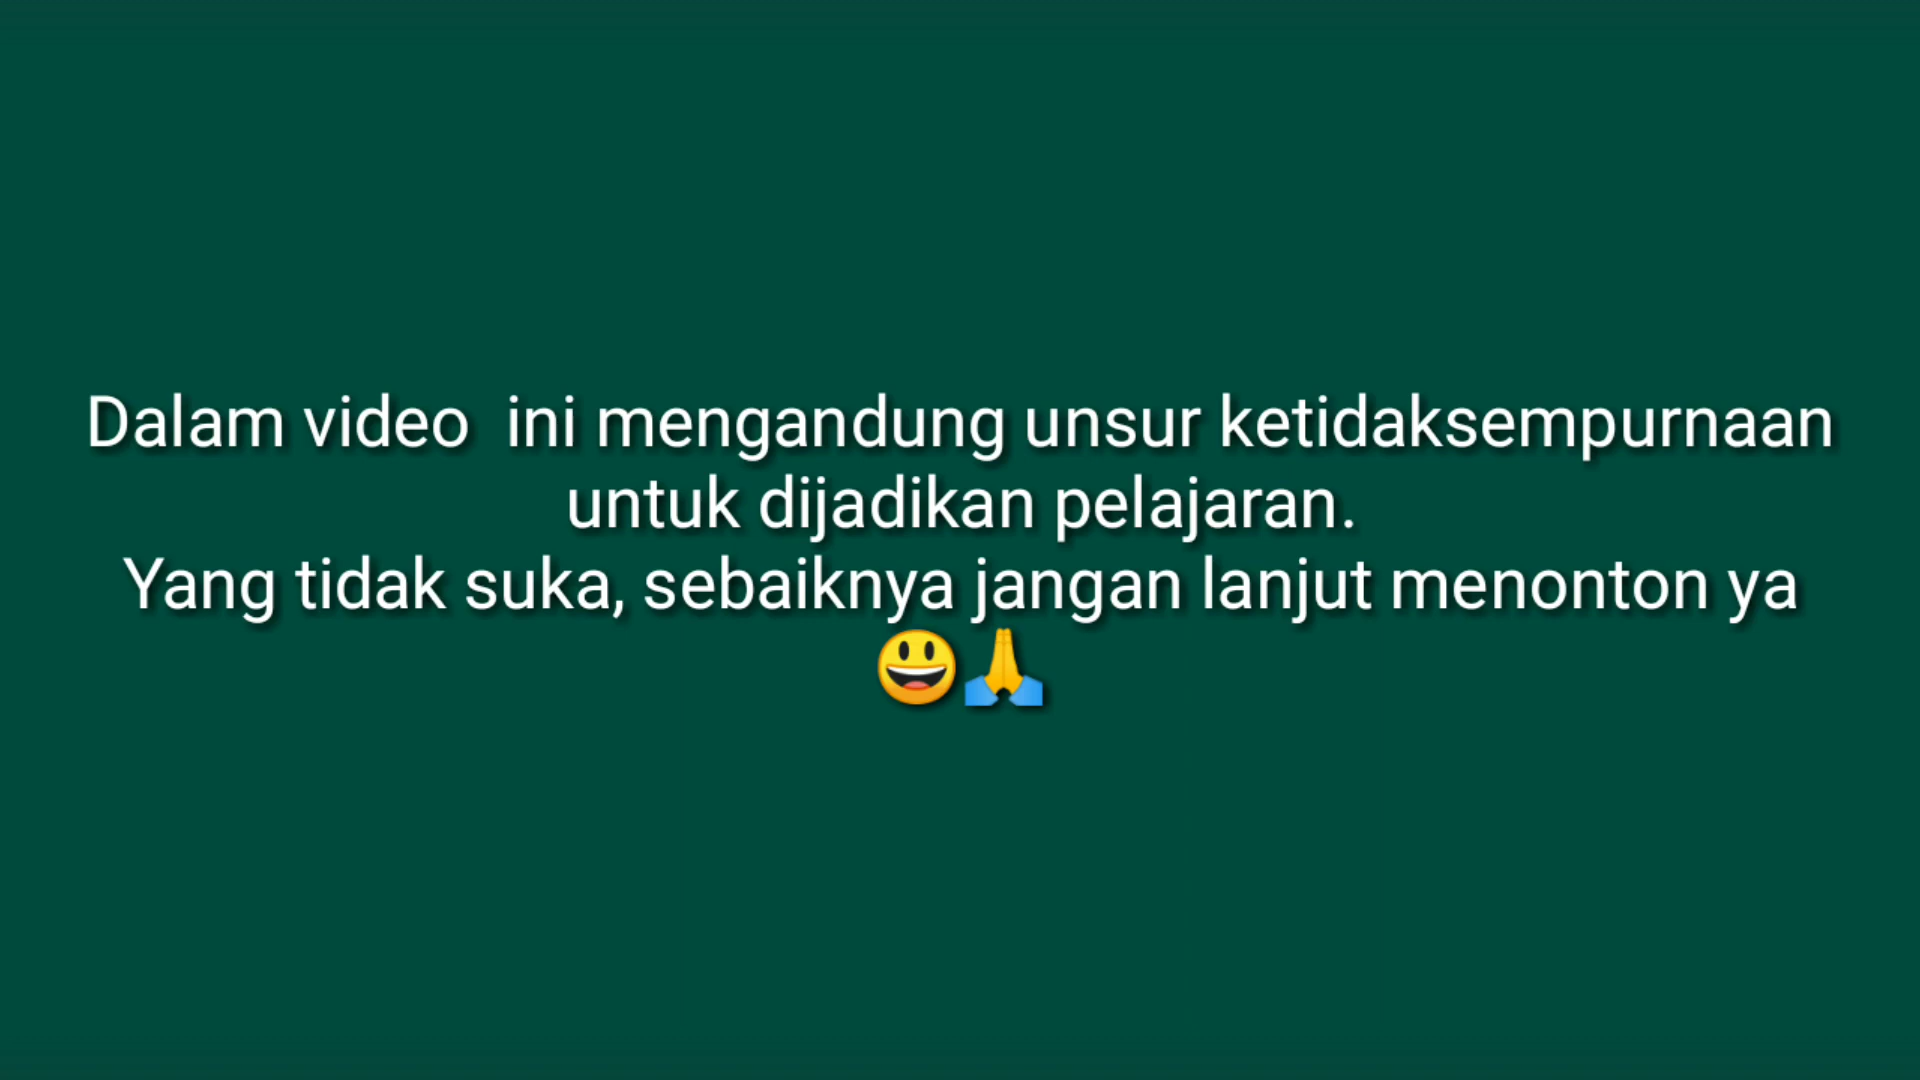 Dalam video  ini mengandung unsur ketidaksempurnaan
untuk dijadikan pelajaran.
Yang tidak suka, sebaiknya jangan lanjut menonton ya
😃🙏